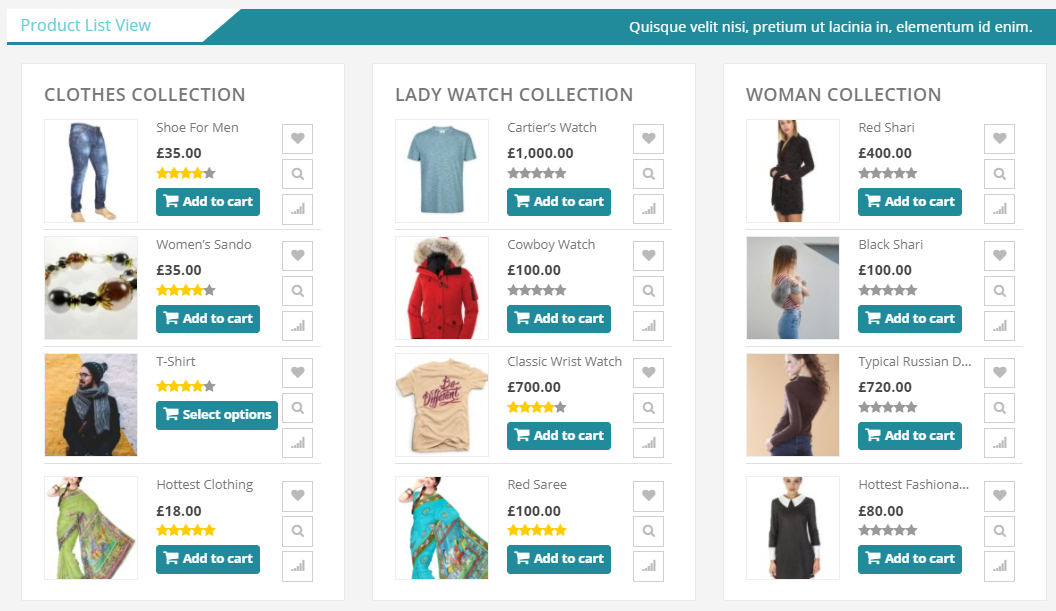 Product List View
Quisque velit nisi, pretium ut lacinia in, elementum id enim.
CLOTHES COLLECTION
Shoe For Men
£35.00
Add to cart
Women's Sando
£35.00
Add to cart
T-Shirt
Select options
Hottest Clothing
£18.00
Add to cart
LADY WATCH COLLECTION
Cartier's Watch
£1,000.00
Add to cart
Cowboy Watch
£100.00
Add to cart
Classic Wrist Watch
£700.00
Be
Different
Add to cart
Red Saree
£100.00
Add to cart
WOMAN COLLECTION
Red Shari
£400.00
Add to cart
Black Shari
£100.00
Add to cart
Typical Russian D...
£720.00
Add to cart
Hottest Fashiona...
£80.00
Add to cart